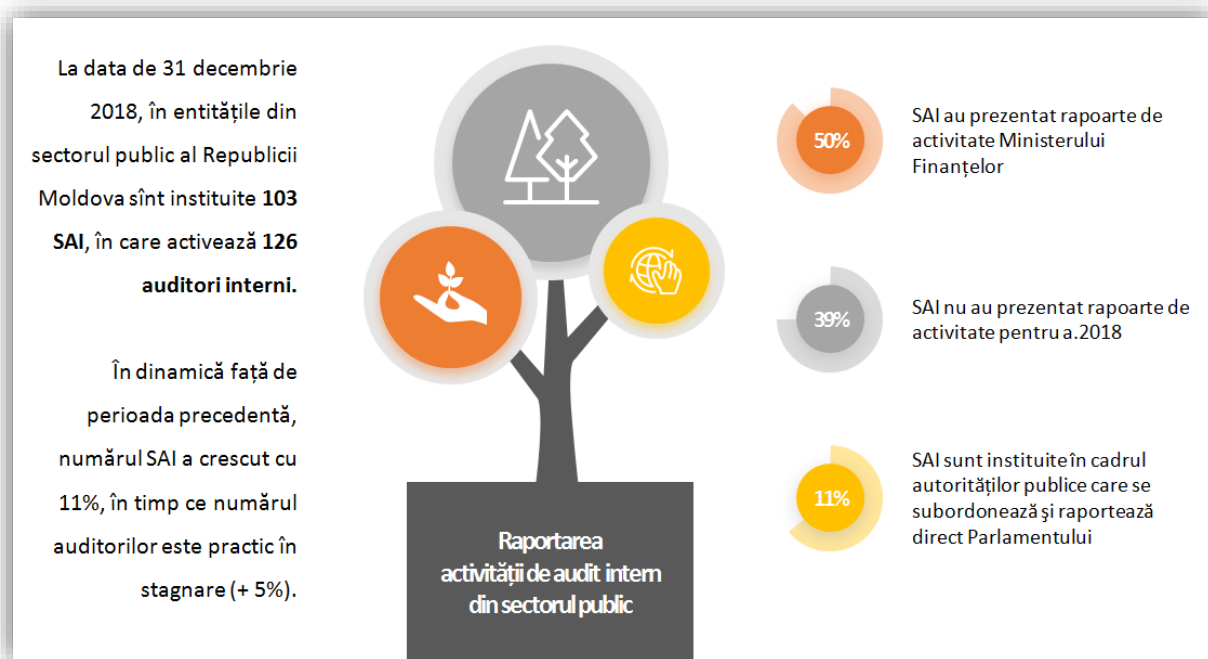 La data de 31 decembrie
2018, în entitățile din
sectorul public al Republicii
Moldova sînt instituite 103
SAI, în care activează 126
auditori interni.
În dinamică față de
perioada precedentă,
numărul SAI a crescut cu
11%, în timp ce numărul
auditorilor este practic în
stagnare (+ 5%).
Raportarea
activității de audit intern
din sectorul public
50%
SAI au prezentat rapoarte de
activitate Ministerului
Finanțelor
39%
SAI nu au prezentat rapoarte de
activitate pentru a.2018
11%
SAI sunt instituite în cadrul
autorităților publice care se
subordonează și raportează
direct Parlamentului